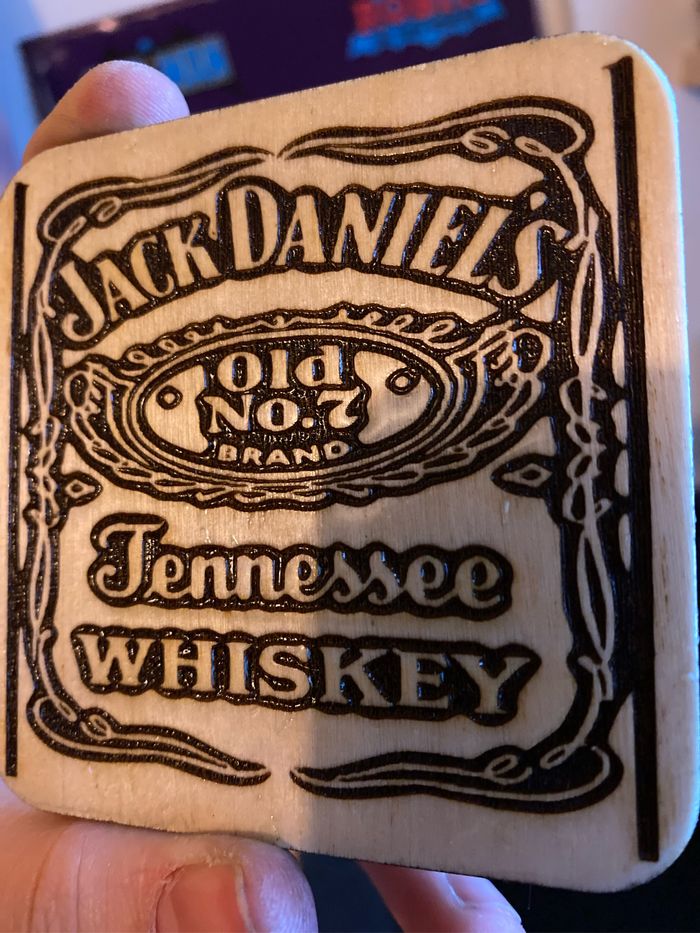 JACK DANIEL'S
Old
No.7
BRAND
Tennessee
WHISKEY